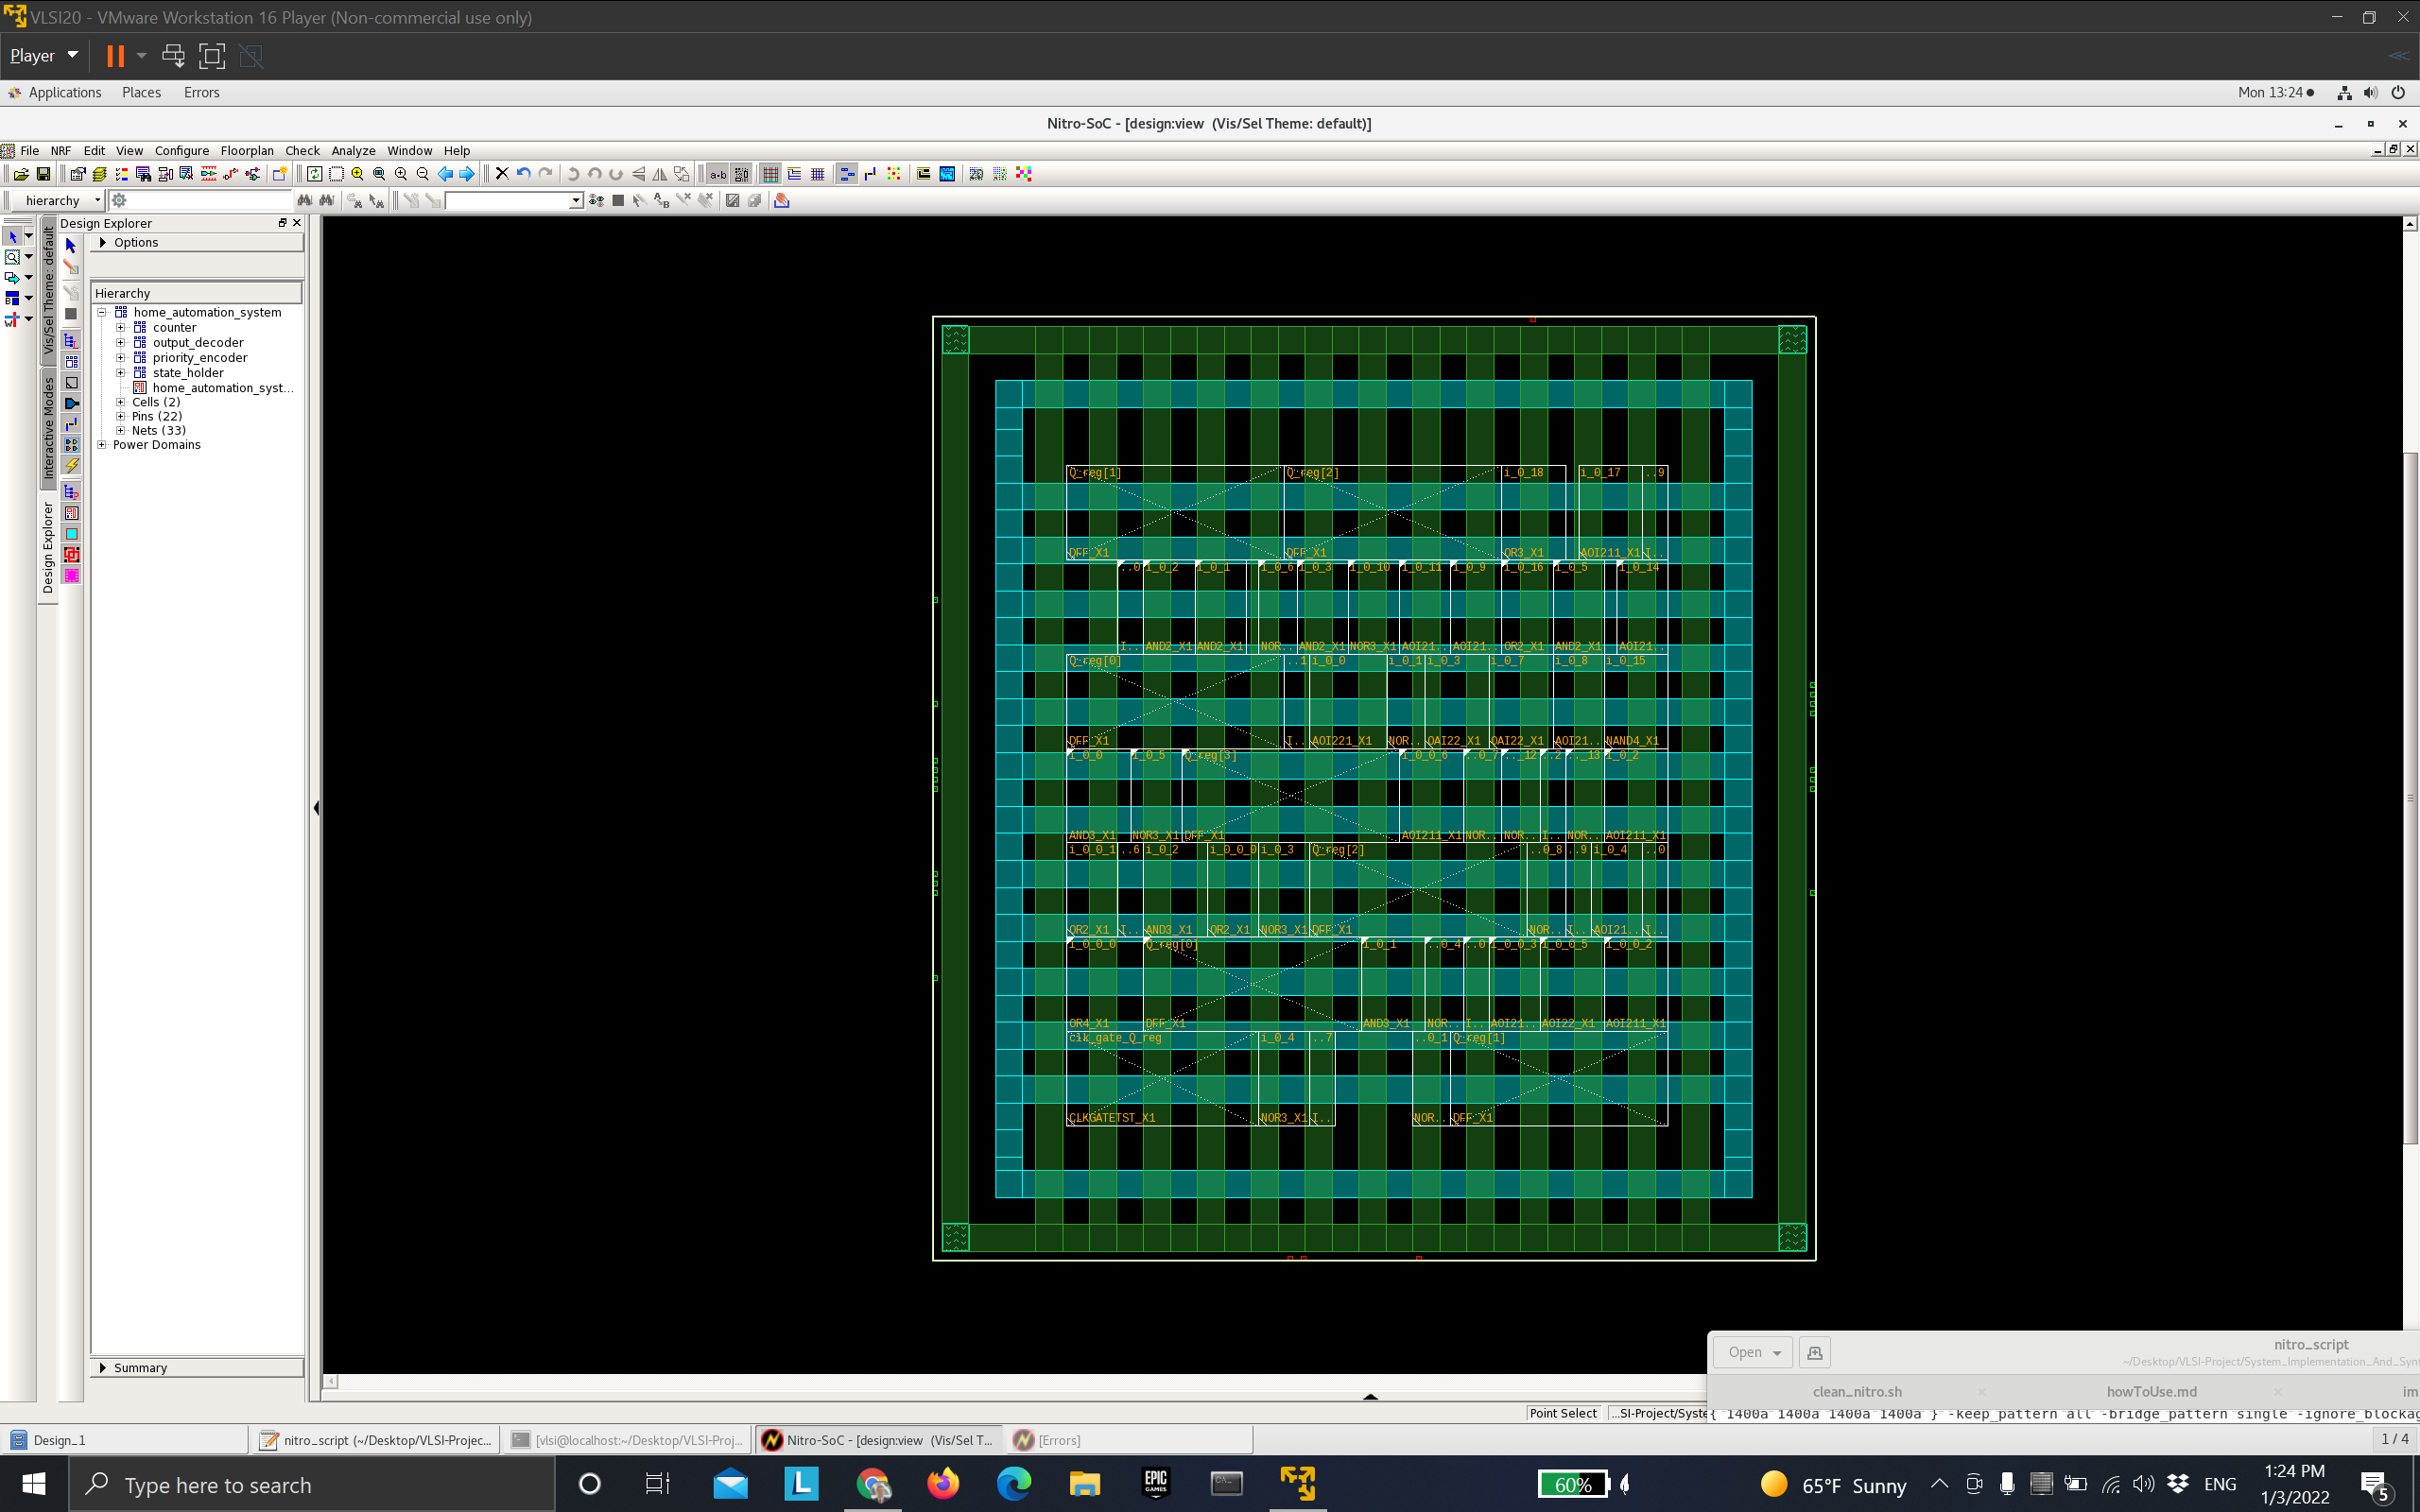 VLSI20 - VMware Workstation 16 Player (Non-commercial use only)
Player
Applications Places Errors
Mon 13:24
Nitro-SoC - [design:view (Vis/Sel Theme: default)]
File NRF Edit View Configure Floorplan Check Analyze Window Help
hierarchy
Design Explorer
Options
Vis/Sel Theme: default
Interactive Modes
Design Explorer
Hierarchy
home_automation_system
counter
output_decoder
priority_encoder
state_holder
home_automation_syst...
Cells (2)
Pins (22)
Nets (33)
Power Domains
Summary
Q_reg[1] Q_reg[2] i_0_18 i_0_17 ..9
DFF_X1 DFF_X1 OR3_X1 AOI211_X1 I..
..0 i_0_2 i_0_1 i_0_6 i_0_3 i_0_10 i_0_11 i_0_9 i_0_16 i_0_5 i_0_14
I.. AND2_X1 AND2_X1 NOR.. AND2_X1 NOR3_X1 AOI21.. AOI21.. OR2_X1 AND2_X1 AOI21..
Q_reg[0] ..1 i_0_0 i_0_1 i_0_3 i_0_7 i_0_8 i_0_15
DFF_X1 I.. AOI221_X1 NOR.. OAI22_X1 OAI22_X1 AOI21.. NAND4_X1
i_0_0 i_0_5 Q_reg[3] i_0_0_6 ..0_7 .._12 ..2 .._13 i_0_2
AND3_X1 NOR3_X1 DFF_X1 AOI211_X1 NOR.. NOR.. I.. NOR.. AOI211_X1
i_0_0_1 ..6 i_0_2 i_0_0_0 i_0_3 Q_reg[2] ..0_8 ..9 i_0_4 ..0
OR2_X1 I.. AND3_X1 OR2_X1 NOR3_X1 DFF_X1 NOR.. I.. AOI21.. I..
i_0_0_0 Q_reg[0] i_0_1 ..0_4 ..0 i_0_0_3 i_0_0_5 i_0_0_2
OR4_X1 DFF_X1 AND3_X1 NOR.. I.. AOI21.. AOI22_X1 AOI211_X1
clk_gate_Q_reg i_0_4 ..7 ..0_1 Q_reg[1]
CLKGATETST_X1 NOR3_X1 I.. NOR.. DFF_X1
Open nitro_script
~/Desktop/VLSI-Project/System_Implementation_And_Synt
clean_nitro.sh howToUse.md im
Point Select ...SI-Project/Syste
{ 1400a 1400a 1400a 1400a } -keep_pattern all -bridge_pattern single -ignore_blockag
Design_1 nitro_script (~/Desktop/VLSI-Projec... [vlsi@localhost:~/Desktop/VLSI-Proj... Nitro-SoC - [design:view (Vis/Sel T... [Errors] 1 / 4
Type here to search
L
EPIC GAMES
60%
65°F Sunny
ENG
1:24 PM
1/3/2022
5